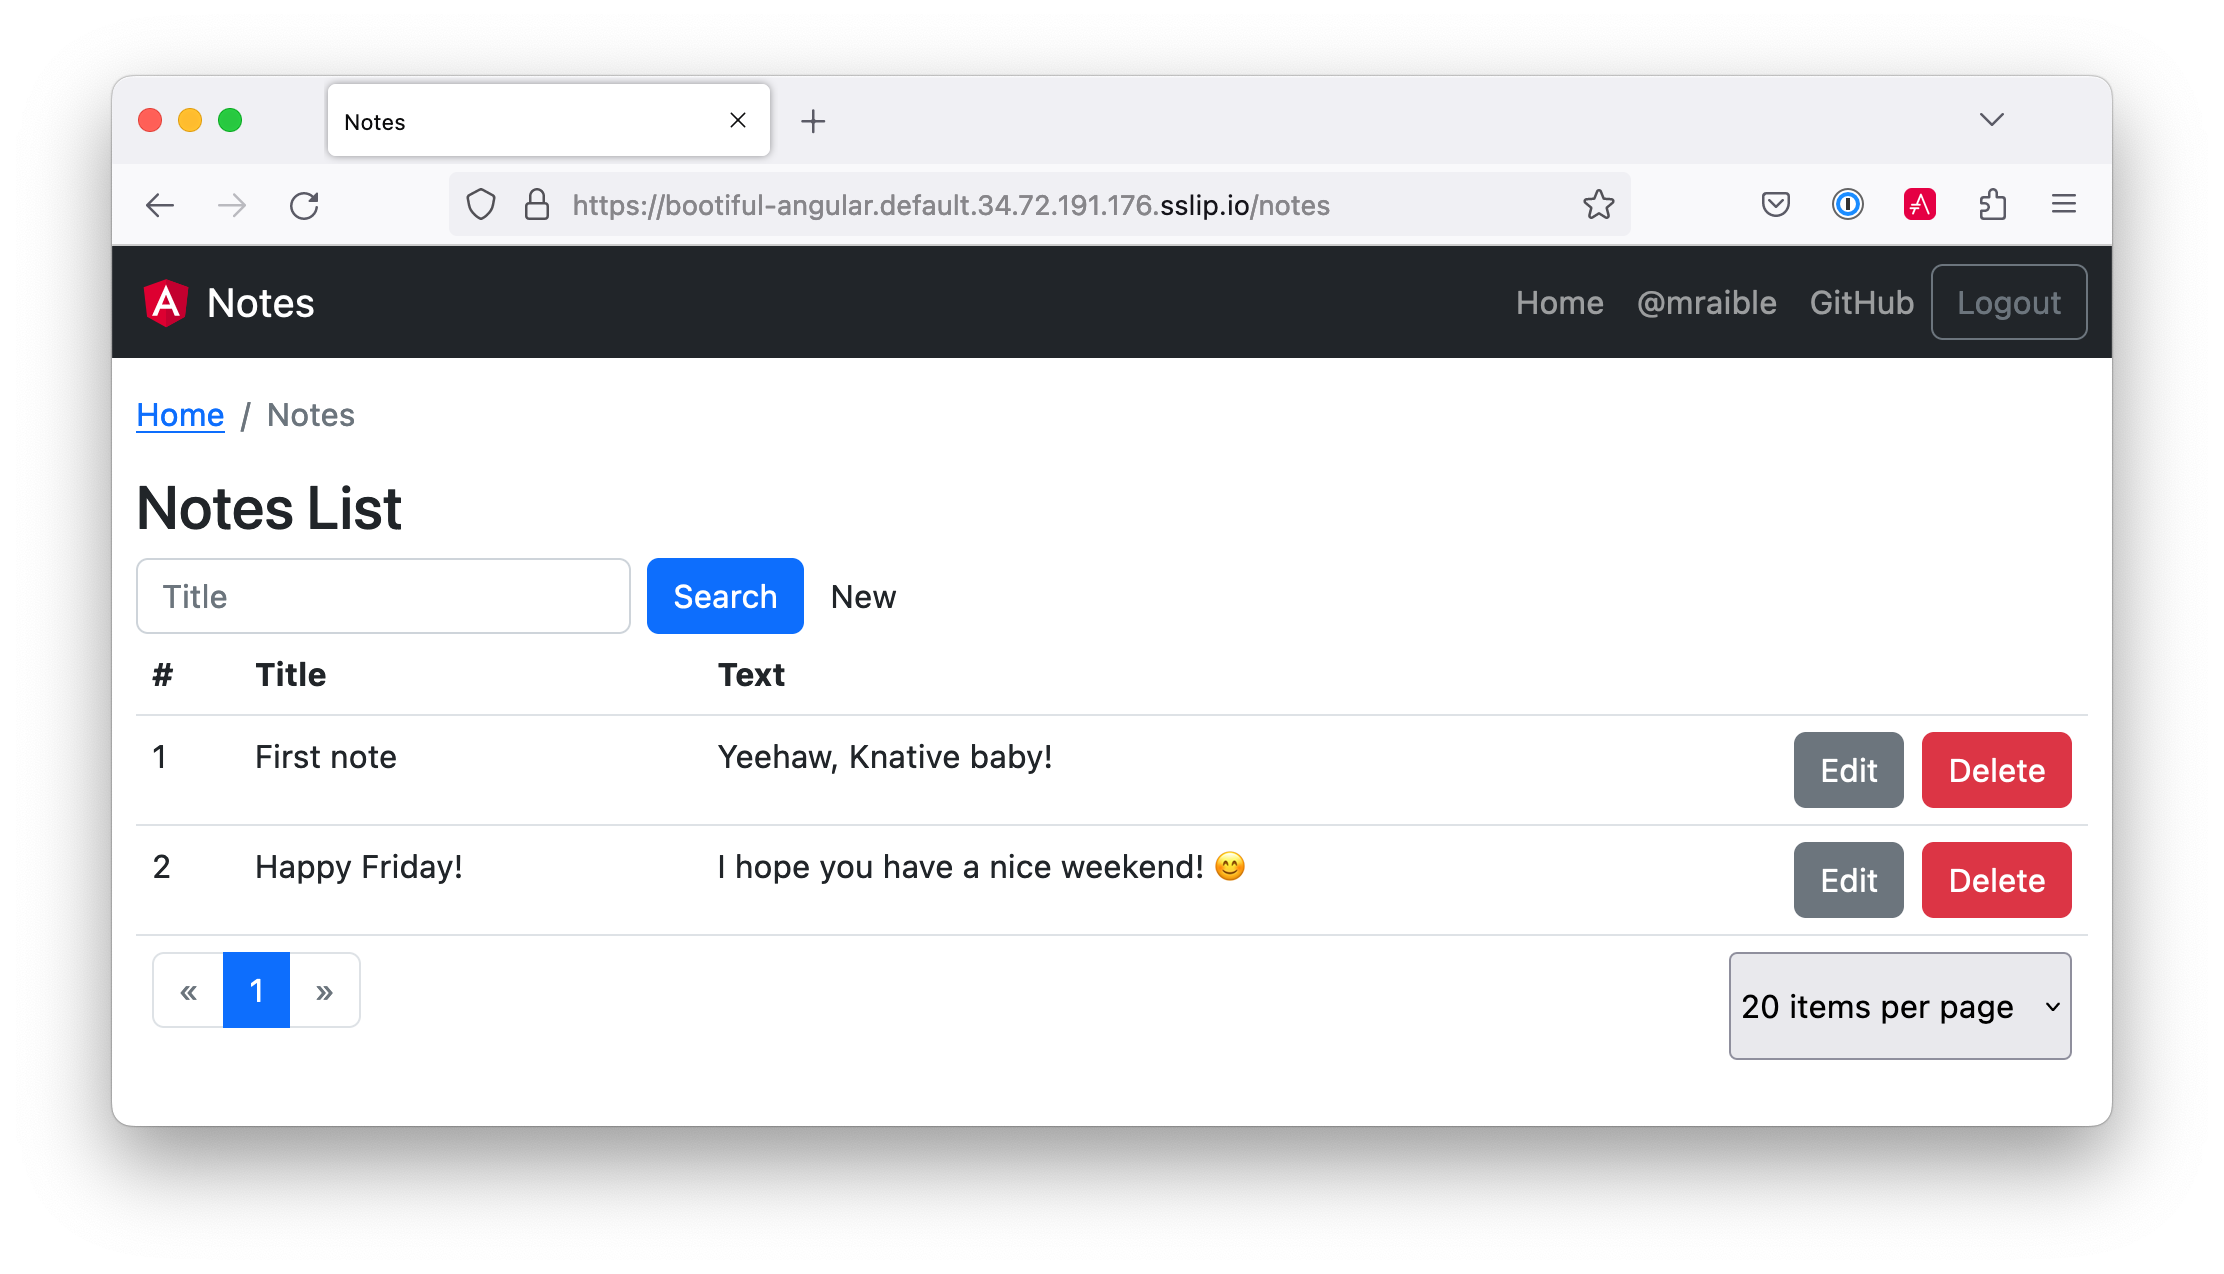 Notes
https://bootiful-angular.default.34.72.191.176.sslip.io/notes
Notes Home @mraible GitHub Logout
Home / Notes
Notes List
Title Search New
# Title Text
1 First note Yeehaw, Knative baby! Edit Delete
2 Happy Friday! I hope you have a nice weekend! 😊 Edit Delete
« 1 » 20 items per page